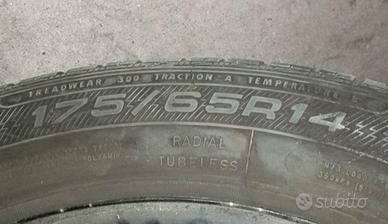 TREADWEAR 300 TRACTION A TEMPERATURE
175/65R14
RADIAL
TUBELESS
subito